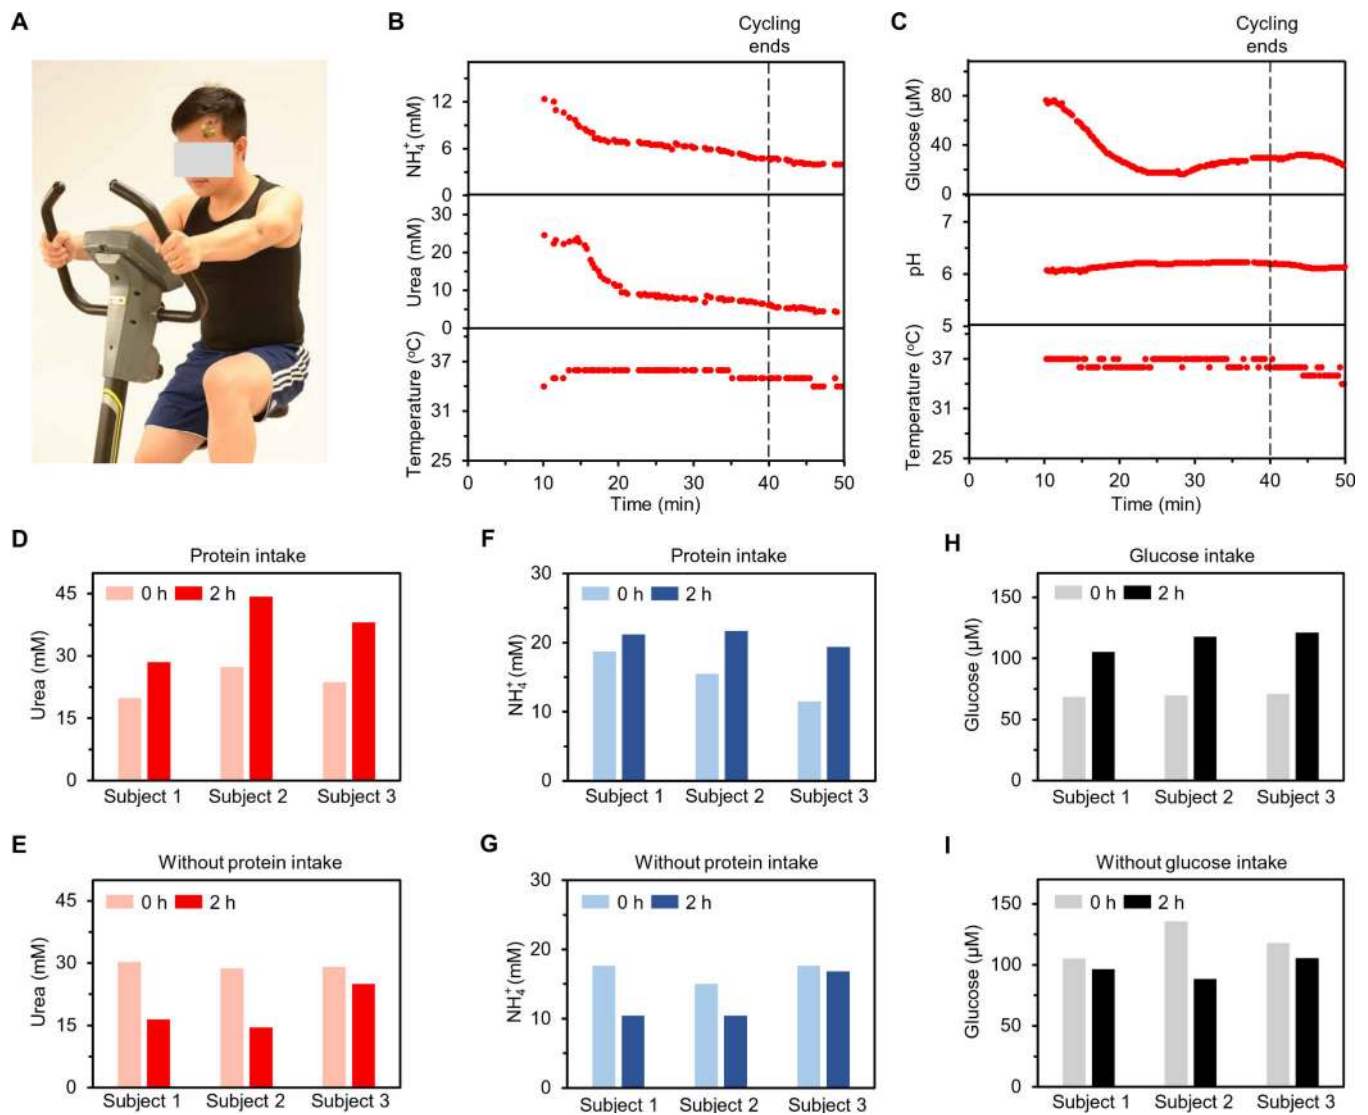 A
B
Cycling
ends
NH₄⁺ (mM)
12
6
0
Urea (mM)
30
20
10
0
Temperature (°C)
37
31
25
0 10 20 30 40 50
Time (min)
C
Cycling
ends
Glucose (µM)
80
40
0
pH
7
6
5
Temperature (°C)
37
31
25
0 10 20 30 40 50
Time (min)
D
Protein intake
0 h 2 h
Urea (mM)
45
30
15
0
Subject 1 Subject 2 Subject 3
F
Protein intake
0 h 2 h
NH₄⁺ (mM)
30
20
10
0
Subject 1 Subject 2 Subject 3
H
Glucose intake
0 h 2 h
Glucose (µM)
150
100
50
0
Subject 1 Subject 2 Subject 3
E
Without protein intake
0 h 2 h
Urea (mM)
45
30
15
0
Subject 1 Subject 2 Subject 3
G
Without protein intake
0 h 2 h
NH₄⁺ (mM)
30
20
10
0
Subject 1 Subject 2 Subject 3
I
Without glucose intake
0 h 2 h
Glucose (µM)
150
100
50
0
Subject 1 Subject 2 Subject 3